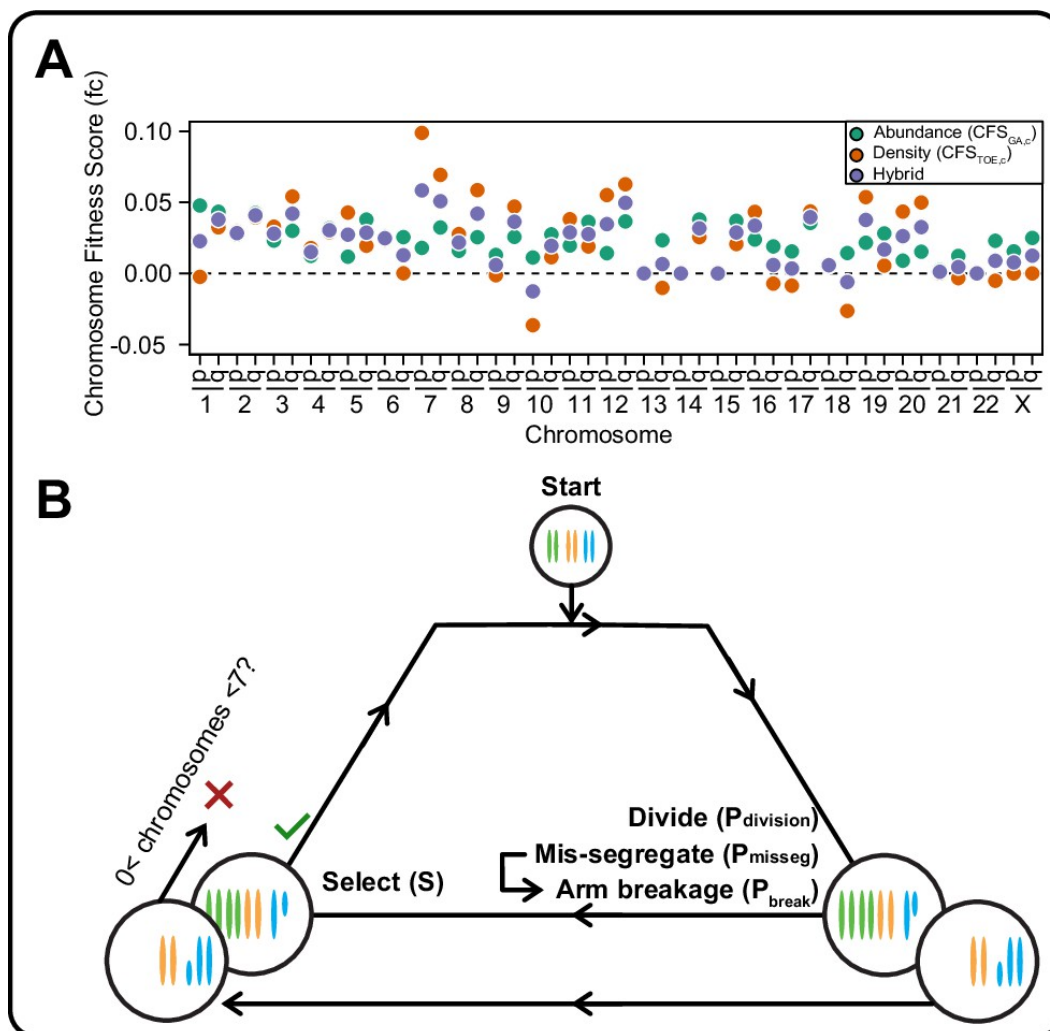 A
Chromosome Fitness Score (fc)
0.10
0.05
0.00
-0.05
Abundance (CFS_GA,c)
Density (CFS_TOE,c)
Hybrid
p q p q p q p q p q p q p q p q p q p q p q p q p q p q p q p q p q p q p q p q p q p q p q
1 2 3 4 5 6 7 8 9 10 11 12 13 14 15 16 17 18 19 20 21 22 X
Chromosome
B
Start
0< chromosomes <7?
Divide (Pdivision)
Mis-segregate (Pmisseg)
Select (S)
Arm breakage (Pbreak)